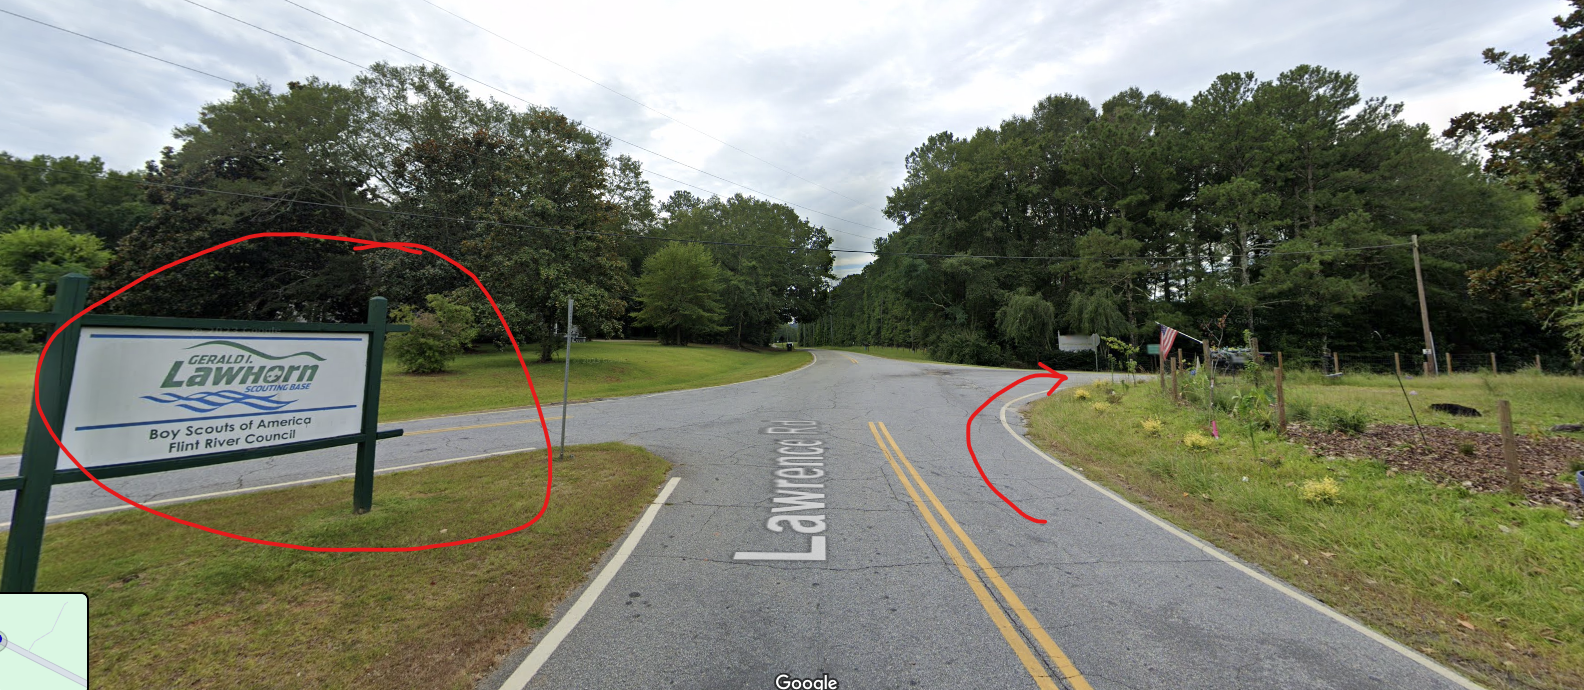 GERALD I.
LAWHORN
SCOUTING BASE
Boy Scouts of America
Flint River Council
Lawrence Rd
Google